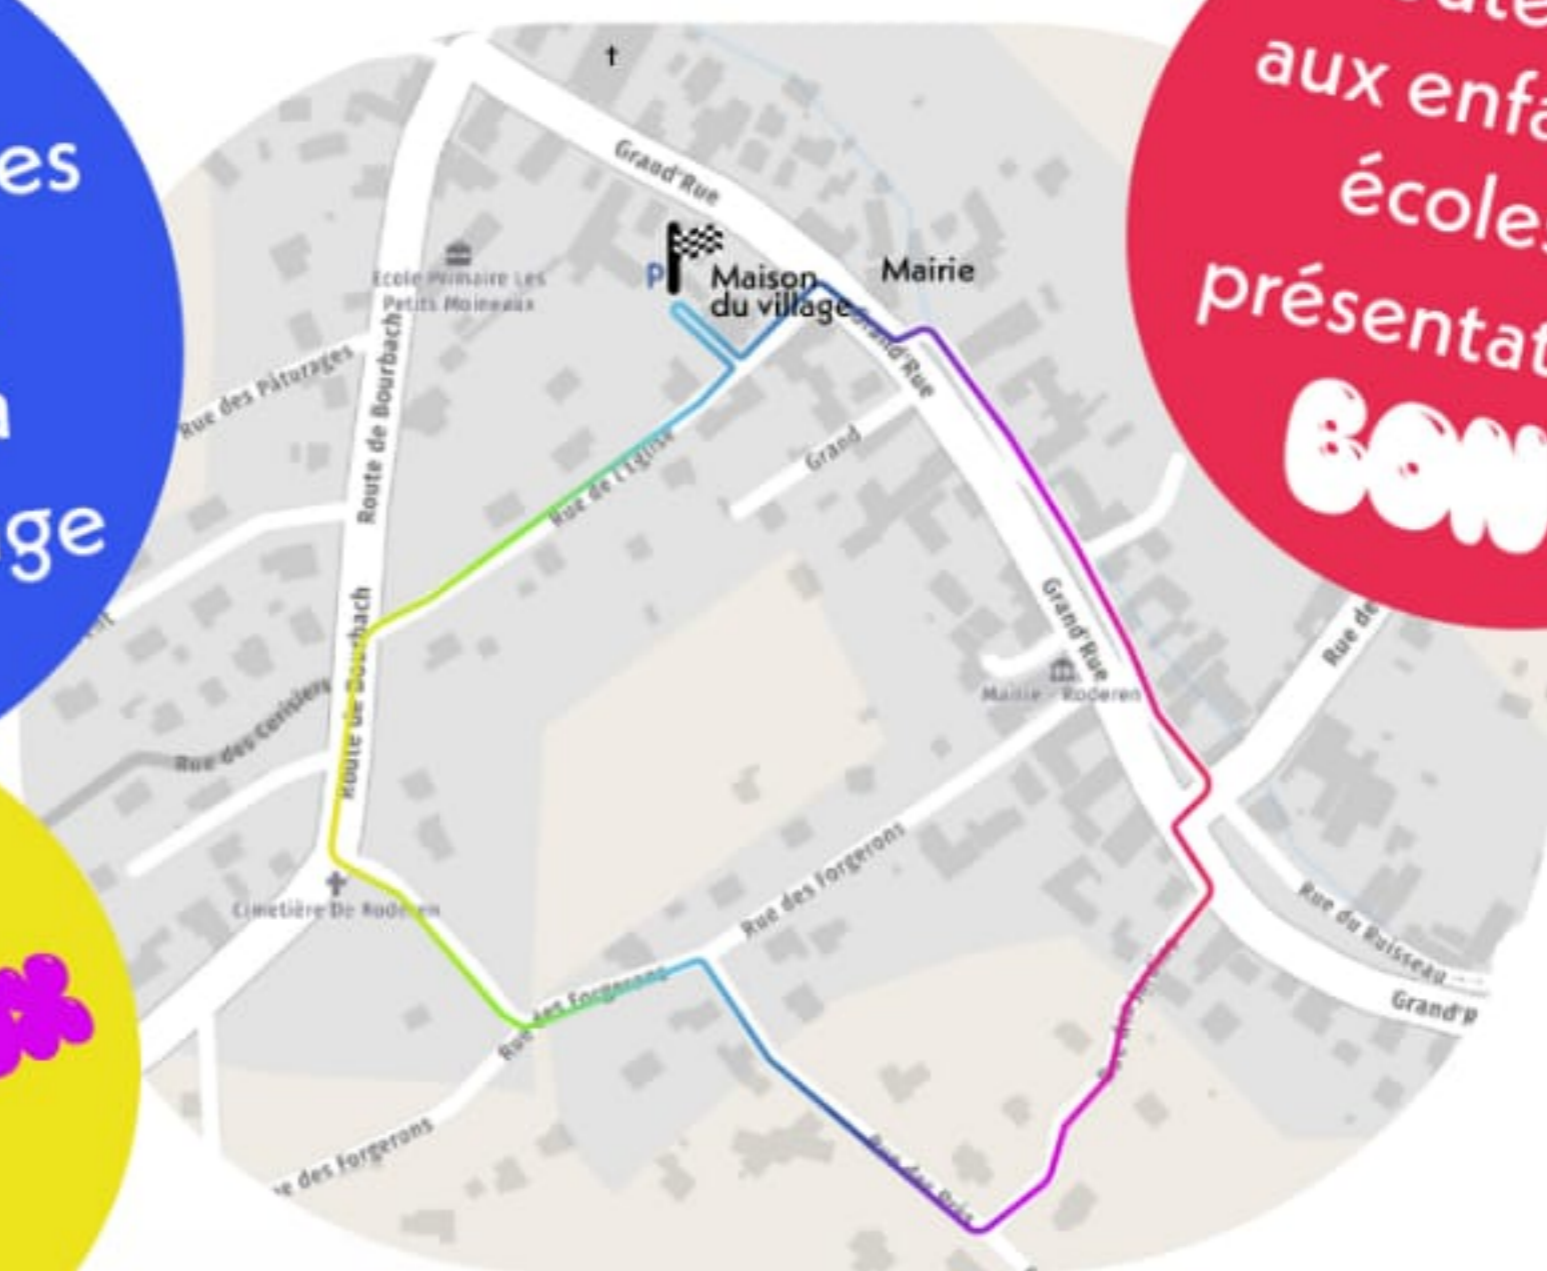 es
ge
ute
aux enfa
écoles
présentat
BON
†
Grand'Rue
P
Maison
du village
Mairie
Ecole Primaire Les
Petits Moineaux
Grand'Rue
Rue des Pâturages
Route de Bourbach
Grand
Rue de l'Eglise
Route de Bourbach
Grand'Rue
Rue de
Mairie - Roderen
Rue des Cerisiers
Cimetière De Roderen
Rue des Forgerons
Rue du Ruisseau
Grand'R
Rue des Forgerons
e des Forgerons
Rue des Prés